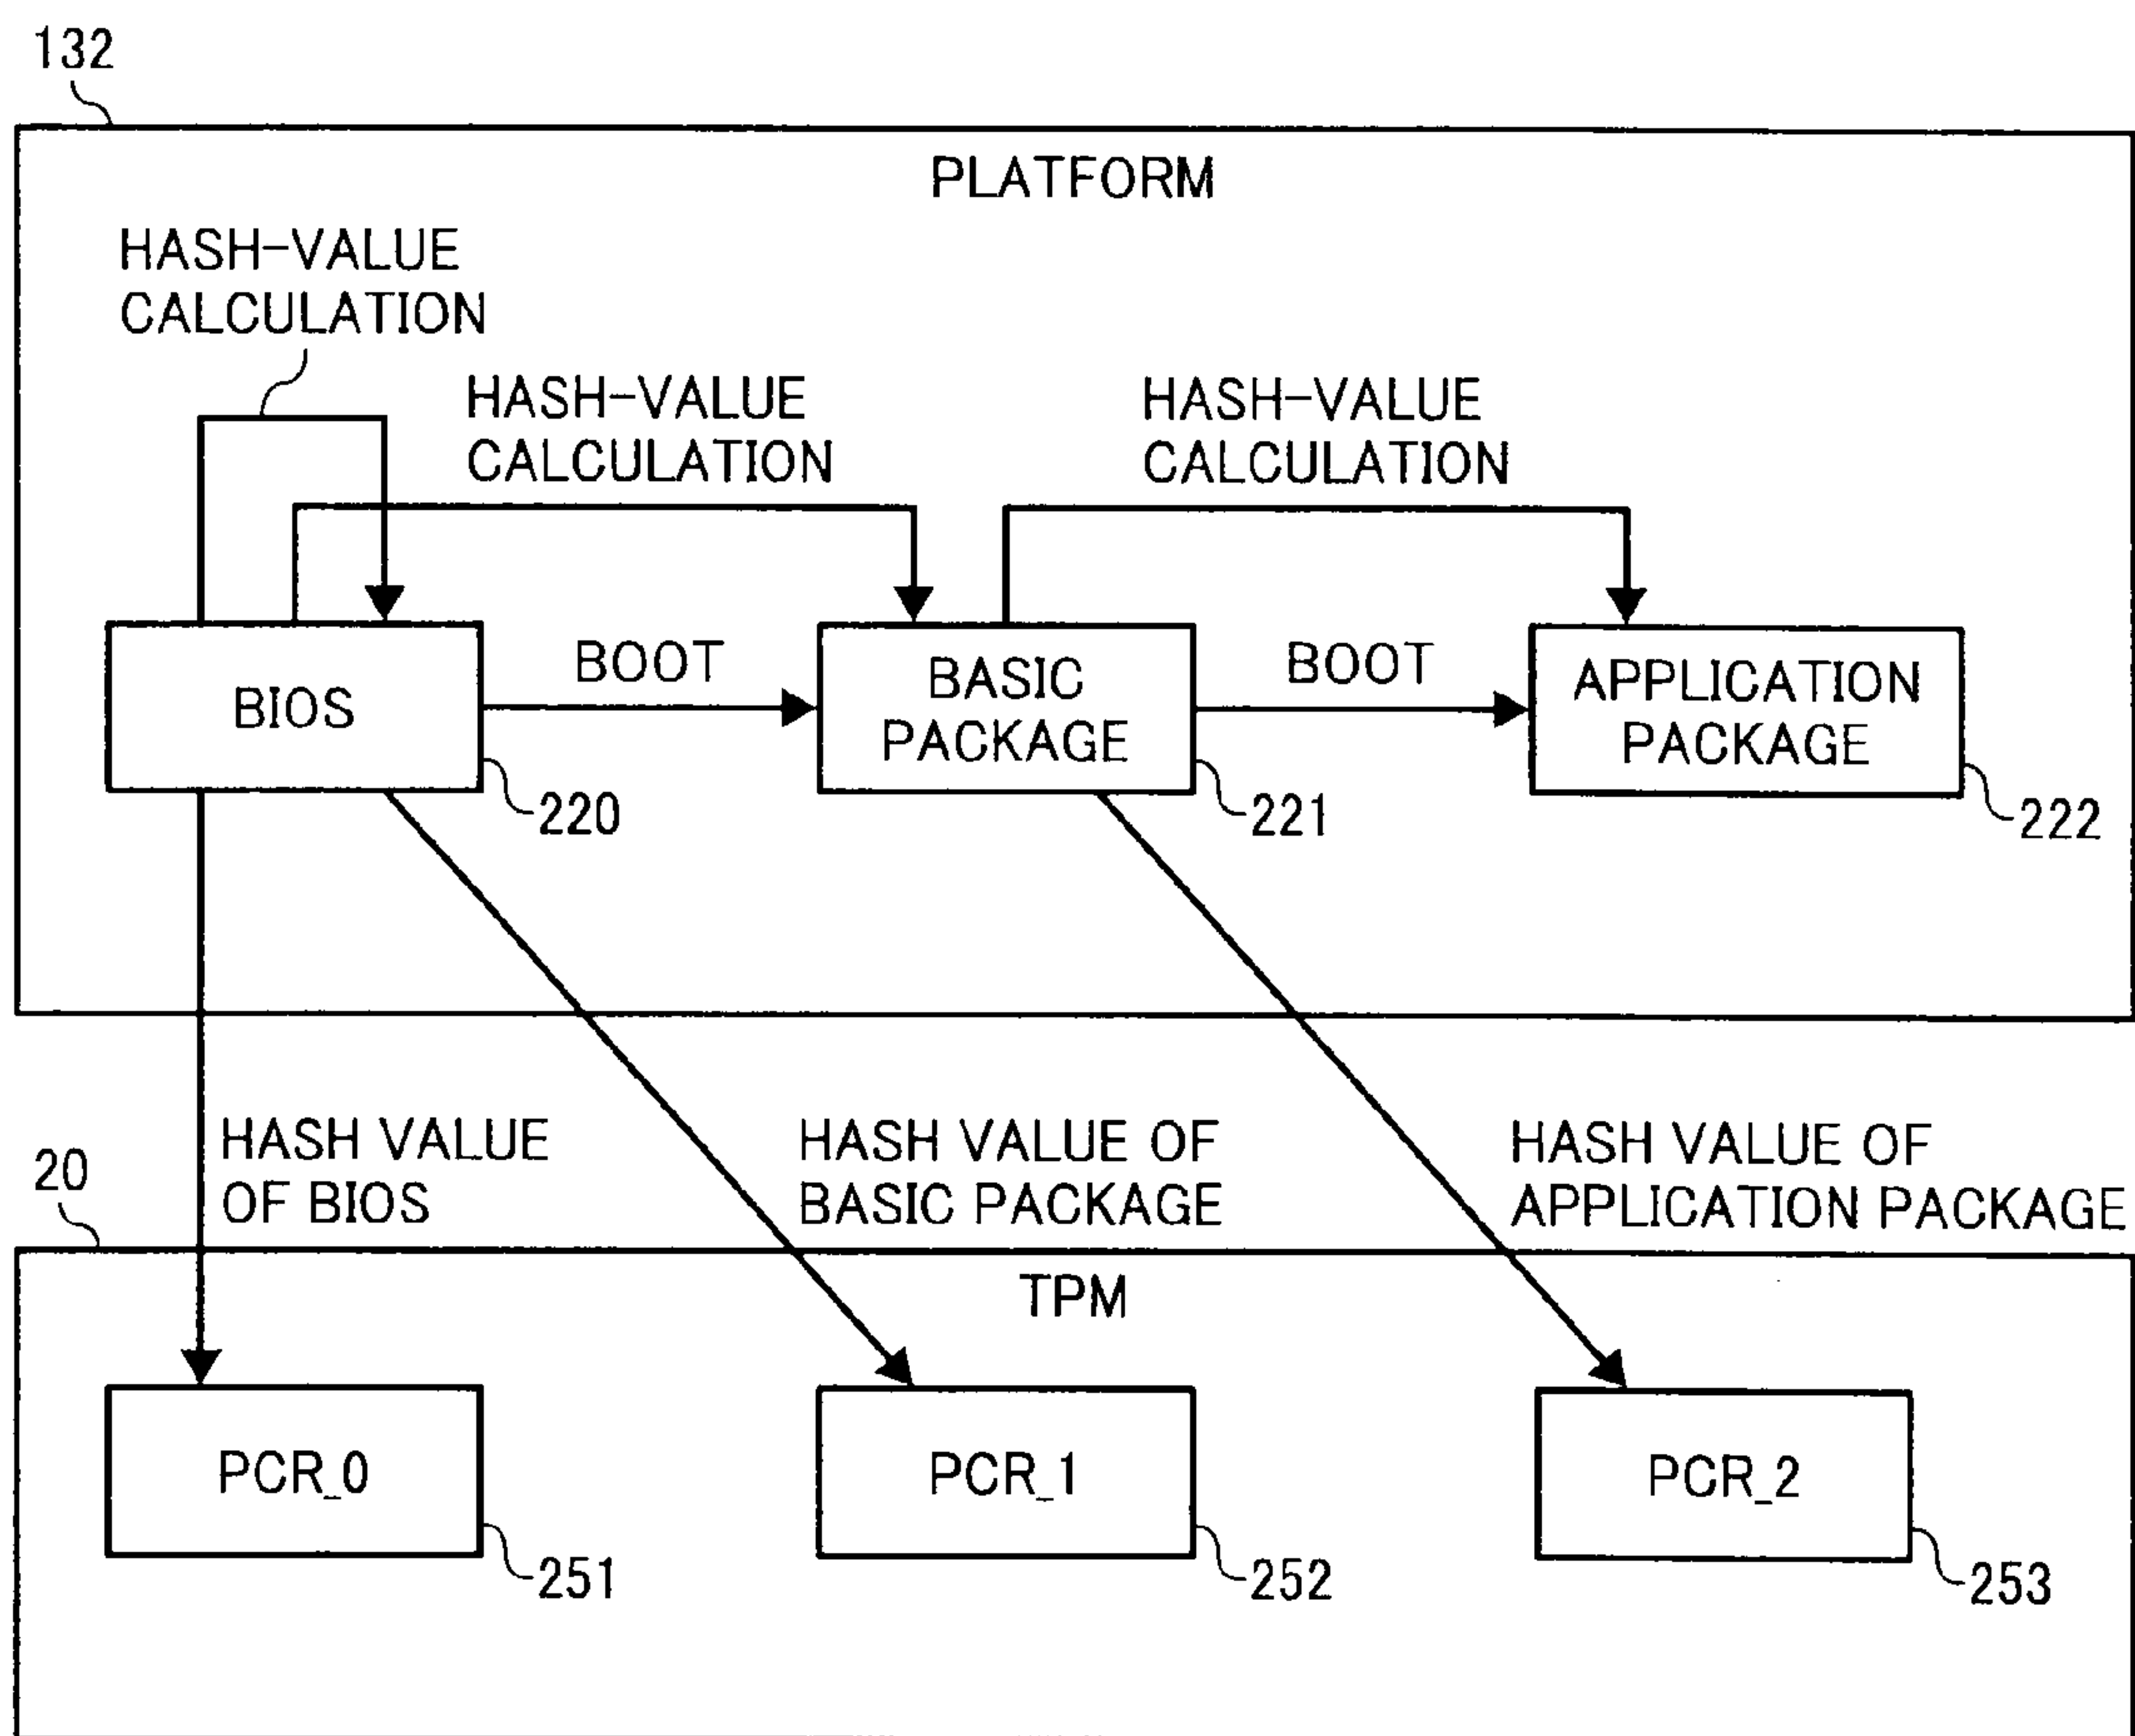 132
PLATFORM
HASH-VALUE
CALCULATION
HASH-VALUE
CALCULATION
HASH-VALUE
CALCULATION
BIOS
BOOT
BASIC
PACKAGE
BOOT
APPLICATION
PACKAGE
220
221
222
HASH VALUE
OF BIOS
HASH VALUE OF
BASIC PACKAGE
HASH VALUE OF
APPLICATION PACKAGE
20
TPM
PCR_0
PCR_1
PCR_2
251
252
253